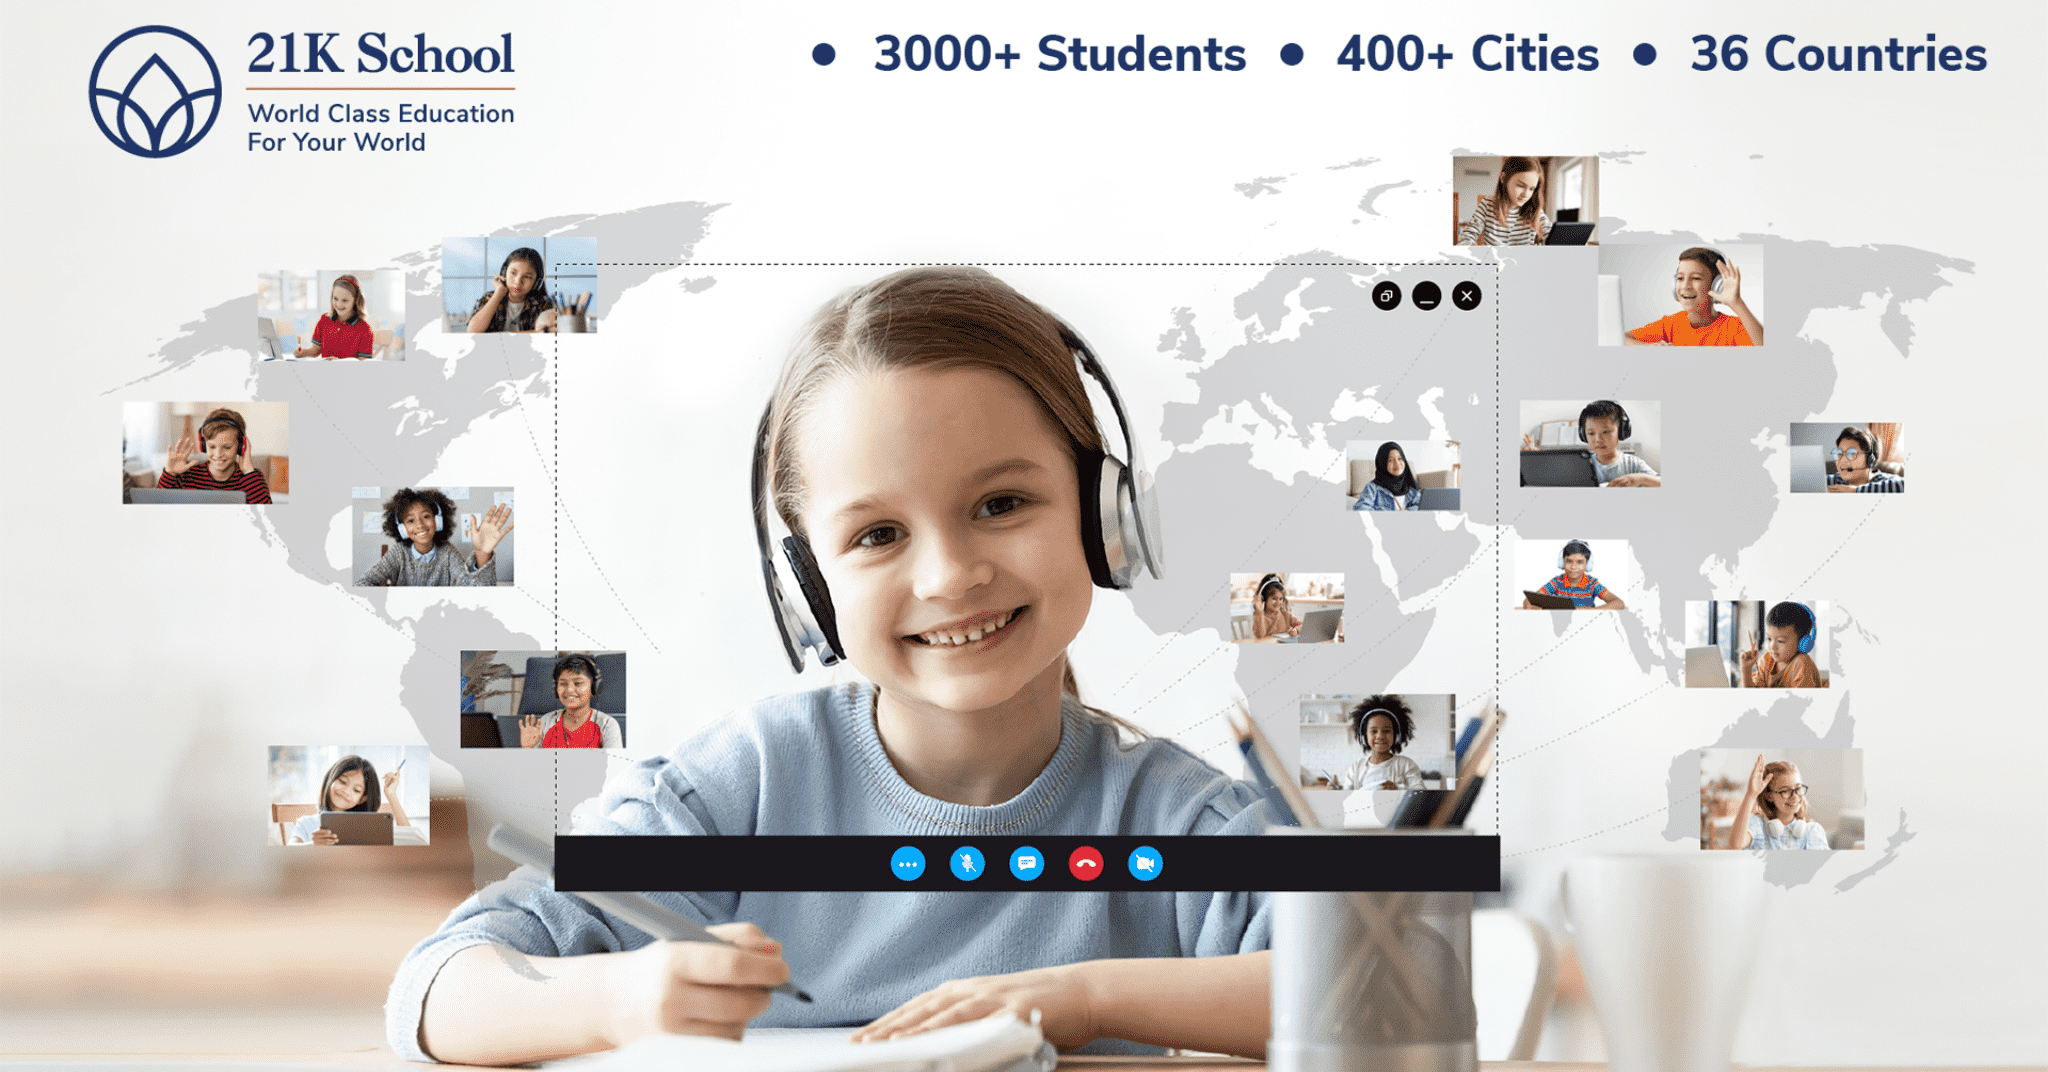 21K School
World Class Education
For Your World
• 3000+ Students • 400+ Cities • 36 Countries